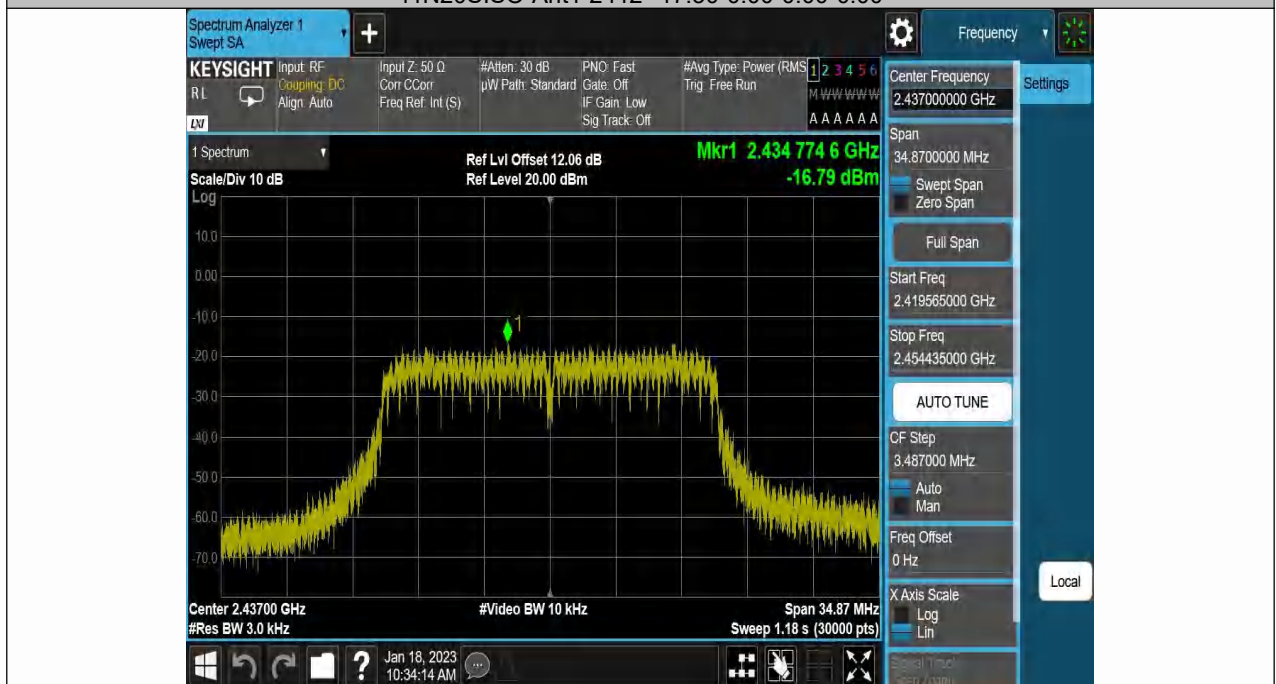 Spectrum Analyzer 1
Swept SA
+
Frequency
KEYSIGHT
RL
LXI
Input: RF
Coupling: DC
Align: Auto
Input Z: 50 Ω
Corr CCorr
Freq Ref: Int (S)
#Atten: 30 dB
µW Path: Standard
PNO: Fast
Gate: Off
IF Gain: Low
Sig Track: Off
#Avg Type: Power (RMS
Trig: Free Run
1 2 3 4 5 6
M W W W W W
A A A A A A
Center Frequency
2.437000000 GHz
Settings
1 Spectrum
Scale/Div 10 dB
Log
Ref Lvl Offset 12.06 dB
Ref Level 20.00 dBm
Mkr1 2.434 774 6 GHz
-16.79 dBm
Span
34.8700000 MHz
Swept Span
Zero Span
Full Span
Start Freq
2.419565000 GHz
Stop Freq
2.454435000 GHz
AUTO TUNE
CF Step
3.487000 MHz
Auto
Man
Freq Offset
0 Hz
X Axis Scale
Log
Lin
Local
10.0
0.00
-10.0
1
-20.0
-30.0
-40.0
-50.0
-60.0
-70.0
Center 2.43700 GHz
#Res BW 3.0 kHz
#Video BW 10 kHz
Span 34.87 MHz
Sweep 1.18 s (30000 pts)
?
Jan 18, 2023
10:34:14 AM